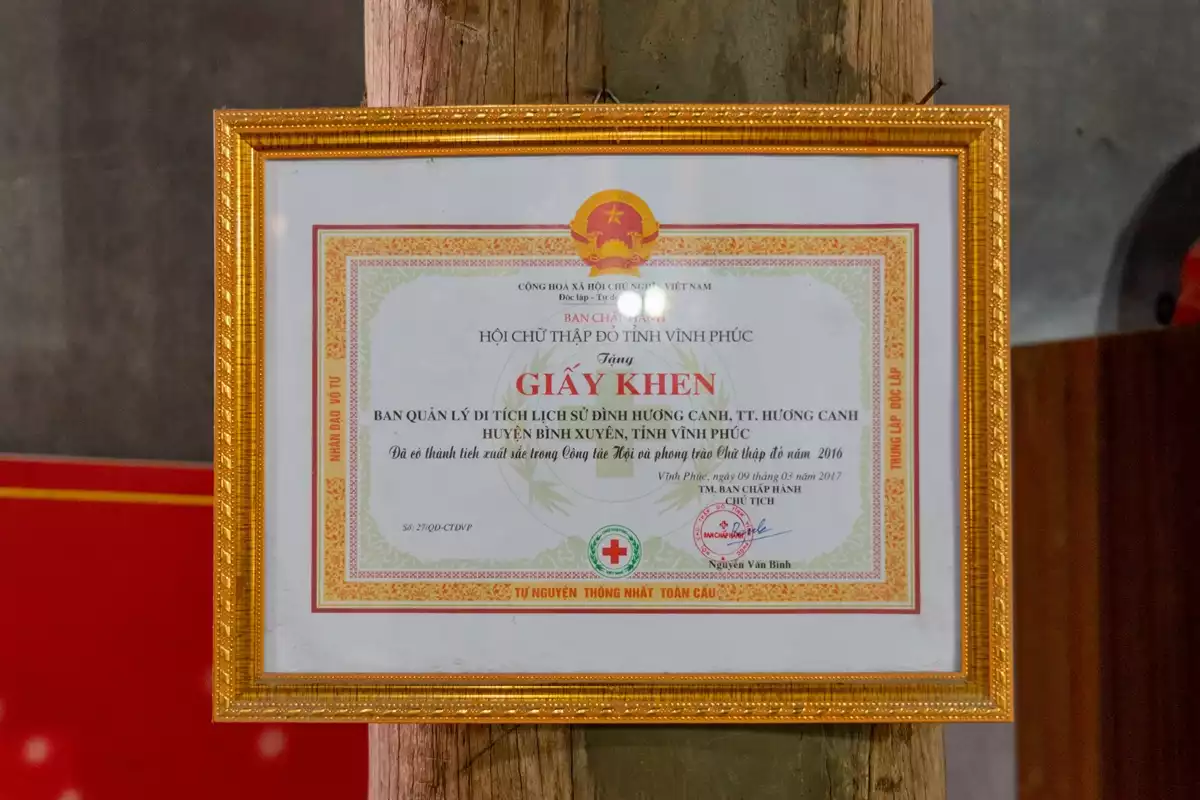 CỘNG HOÀ XÃ HỘI CHỦ NGHĨA VIỆT NAM
Độc lập - Tự
BAN CHẤP HÀNH
HỘI CHỮ THẬP ĐỎ TỈNH VĨNH PHÚC
Tặng
GIẤY KHEN
BAN QUẢN LÝ DI TÍCH LỊCH SỬ ĐÌNH HƯƠNG CANH, TT. HƯƠNG CANH
HUYỆN BÌNH XUYÊN, TỈNH VĨNH PHÚC
Đã có thành tích xuất sắc trong Công tác Hội và phong trào Chữ thập đỏ năm 2016
Vĩnh Phúc, ngày 09 tháng 03 năm 2017
TM. BAN CHẤP HÀNH
CHỦ TỊCH
Số: 27/QĐ-CTĐVP
BAN CHẤP HÀNH
Nguyễn Văn Bình
NHÂN ĐẠO VÔ TƯ
TRUNG LẬP ĐỘC LẬP
TỰ NGUYỆN THỐNG NHẤT TOÀN CẦU